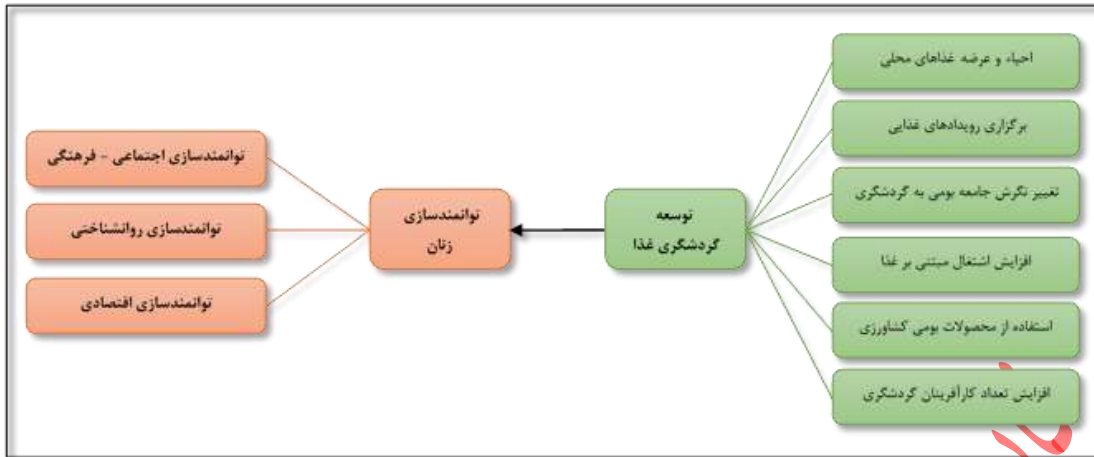 احیاء و عرضه غذاهای محلی
برگزاری رویدادهای غذایی
تغییر نگرش جامعه بومی به گردشگری
افزایش اشتغال مبتنی بر غذا
استفاده از محصولات بومی کشاورزی
افزایش تعداد کارآفرینان گردشگری
توسعه
گردشگری غذا
توانمندسازی
زنان
توانمندسازی اجتماعی - فرهنگی
توانمندسازی روانشناختی
توانمندسازی اقتصادی